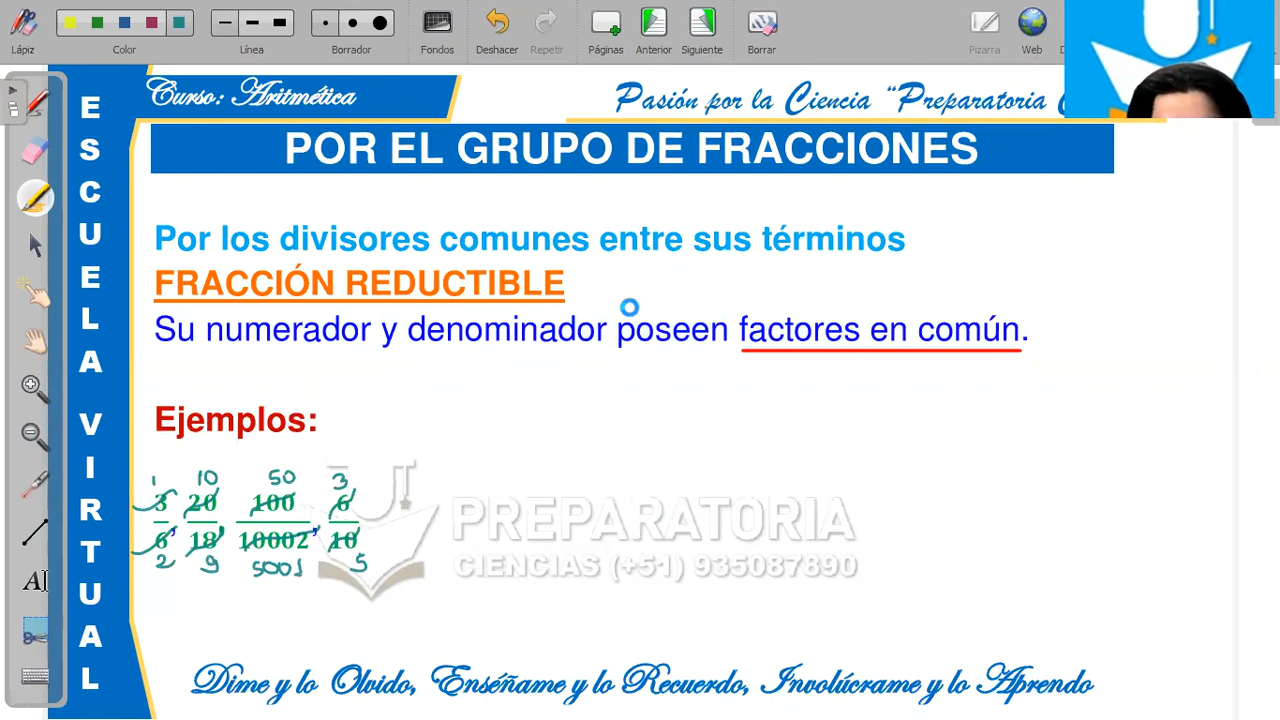 Lápiz Color Línea Borrador Fondos Deshacer Repetir Páginas Anterior Siguiente Borrar Pizarra Web
Curso: Aritmética
Pasión por la Ciencia “Preparatoria
ESCUELA VIRTUAL
POR EL GRUPO DE FRACCIONES
Por los divisores comunes entre sus términos
FRACCIÓN REDUCTIBLE
Su numerador y denominador poseen factores en común.
Ejemplos:
1 10 50 3
3/6, 20/18, 100/10002, 6/10
2 9 5001 5
PREPARATORIA
CIENCIAS (+51) 935087890
Dime y lo Olvido, Enséñame y lo Recuerdo, Involúcrame y lo Aprendo